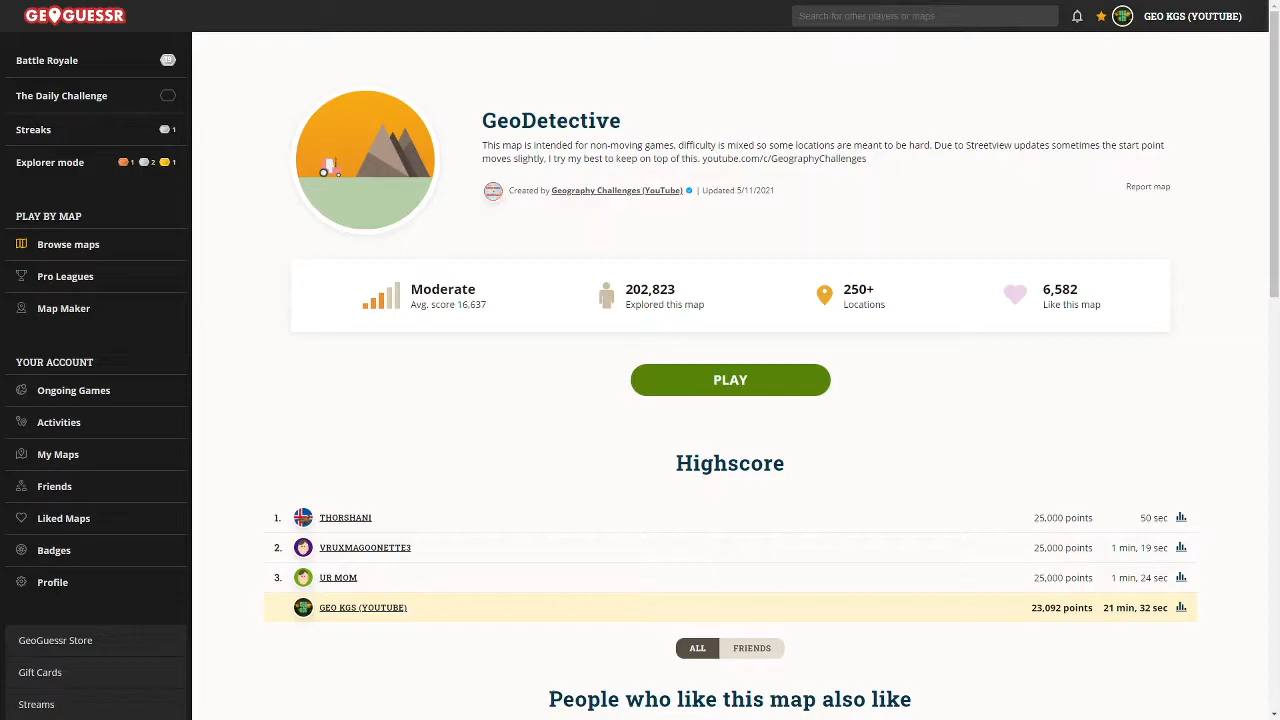 GEOGUESSR
Search for other players or maps
GEO KGS (YOUTUBE)
Battle Royale
The Daily Challenge
Streaks 1
Explorer mode 1 2 1
PLAY BY MAP
Browse maps
Pro Leagues
Map Maker
YOUR ACCOUNT
Ongoing Games
Activities
My Maps
Friends
Liked Maps
Badges
Profile
GeoGuessr Store
Gift Cards
Streams
GeoDetective
This map is intended for non-moving games, difficulty is mixed so some locations are meant to be hard. Due to Streetview updates sometimes the start point
moves slightly, I try my best to keep on top of this. youtube.com/c/GeographyChallenges
Created by Geography Challenges (YouTube) | Updated 5/11/2021
Report map
Moderate
Avg. score 16,637
202,823
Explored this map
250+
Locations
6,582
Like this map
PLAY
Highscore
1. THORSHANI 25,000 points 50 sec
2. VRUXMAGOONETTE3 25,000 points 1 min, 19 sec
3. UR MOM 25,000 points 1 min, 24 sec
GEO KGS (YOUTUBE) 23,092 points 21 min, 32 sec
ALL FRIENDS
People who like this map also like